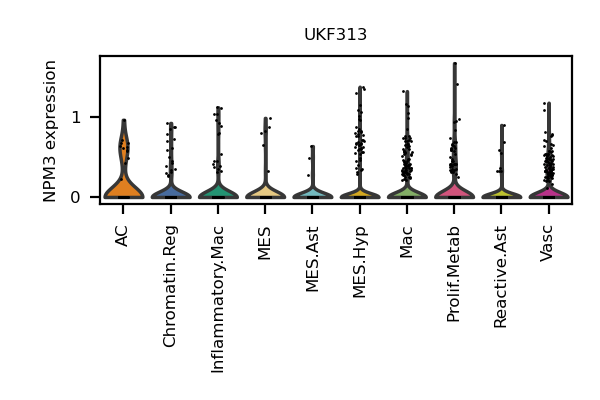 UKF313
NPM3 expression
1
0
AC
Chromatin.Reg
Inflammatory.Mac
MES
MES.Ast
MES.Hyp
Mac
Prolif.Metab
Reactive.Ast
Vasc